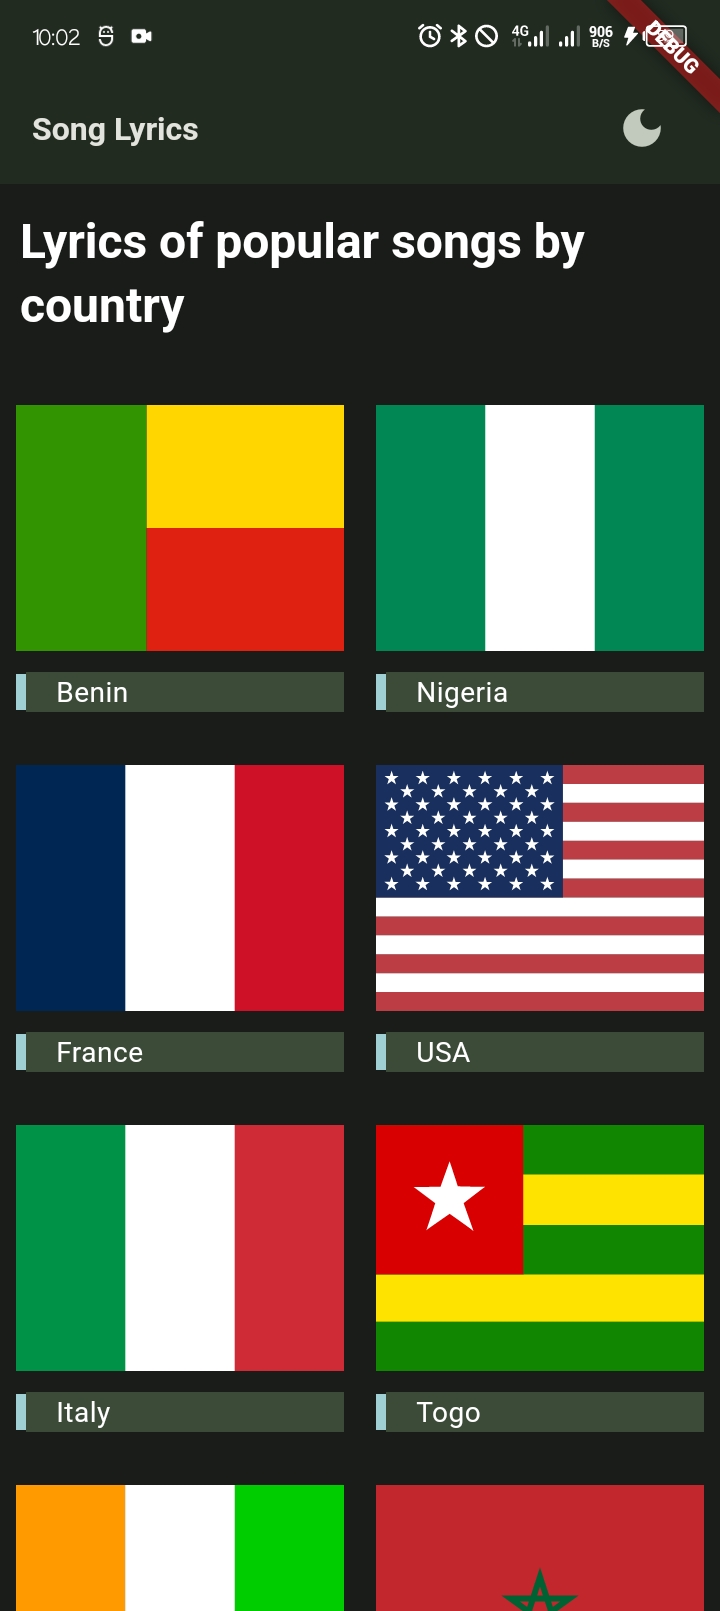 10:02
4G
906
B/S
DEBUG
Song Lyrics
Lyrics of popular songs by
country
Benin
Nigeria
France
USA
Italy
Togo